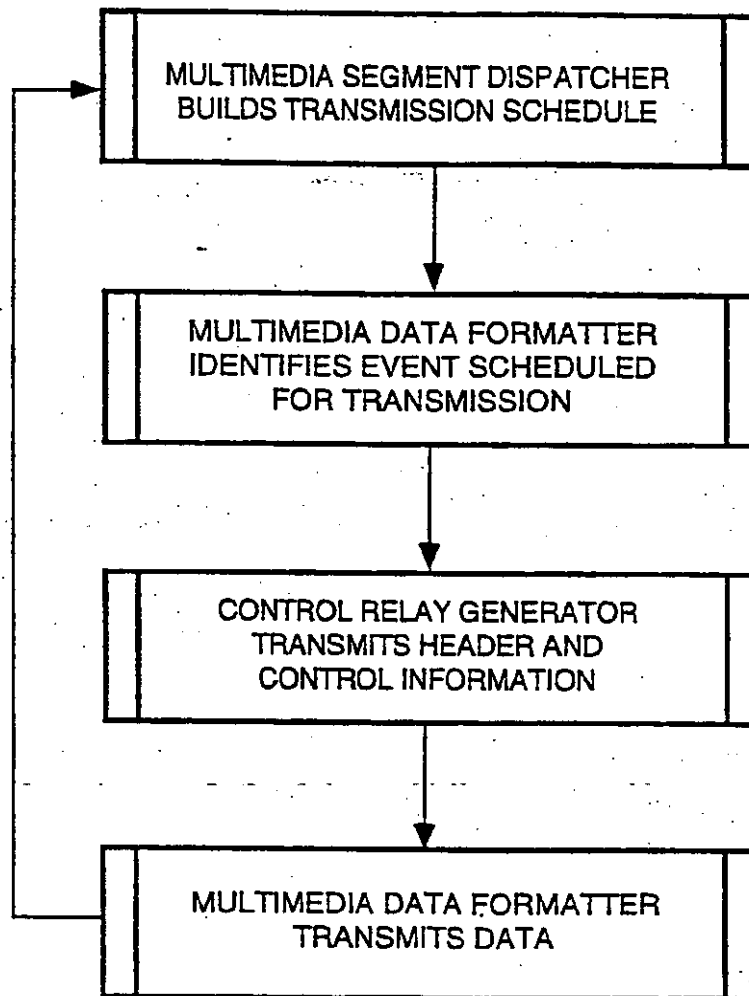 MULTIMEDIA SEGMENT DISPATCHER
BUILDS TRANSMISSION SCHEDULE
MULTIMEDIA DATA FORMATTER
IDENTIFIES EVENT SCHEDULED
FOR TRANSMISSION
CONTROL RELAY GENERATOR
TRANSMITS HEADER AND
CONTROL INFORMATION
MULTIMEDIA DATA FORMATTER
TRANSMITS DATA